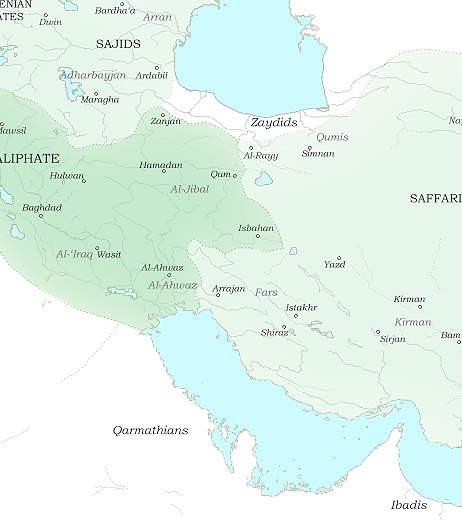 ENIAN
ATES
Dwin
Bardha'a
Arran
SAJIDS
Adharbayjan
Ardabil
Maragha
Zanjan
Zaydids
Qumis
Mawsil
ALIPHATE
Al-Rayy
Simnan
Hamadan
Hulwan
Qum
Al-Jibal
SAFFARI
Baghdad
Isbahan
Al-'Iraq
Wasit
Al-Ahwaz
Yazd
Al-Ahwaz
Arrajan
Fars
Istakhr
Kirman
Shiraz
Kirman
Sirjan
Bam
Qarmathians
Ibadis